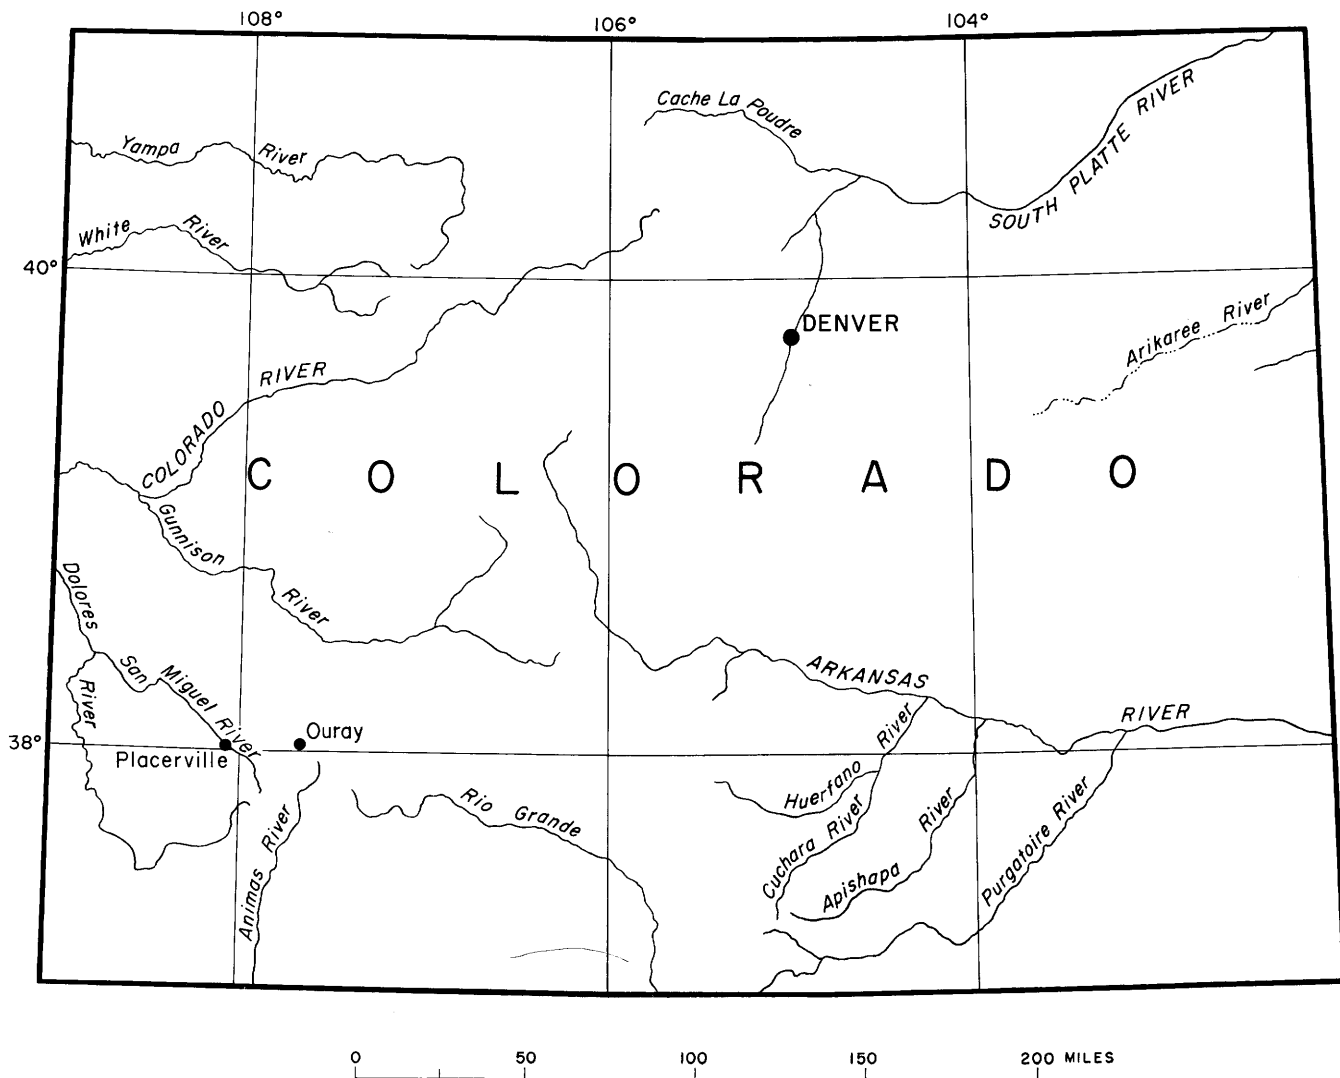 108° 106° 104°
Cache La Poudre
Yampa River
SOUTH PLATTE RIVER
White River
40°
Arikaree River
DENVER
COLORADO RIVER
C O L O R A D O
Gunnison River
Dolores River
San Miguel River
ARKANSAS RIVER
38°
Ouray
Placerville
Huerfano River
Rio Grande
Cuchara River
Apishapa River
Purgatoire River
Animas River
0 50 100 150 200 MILES